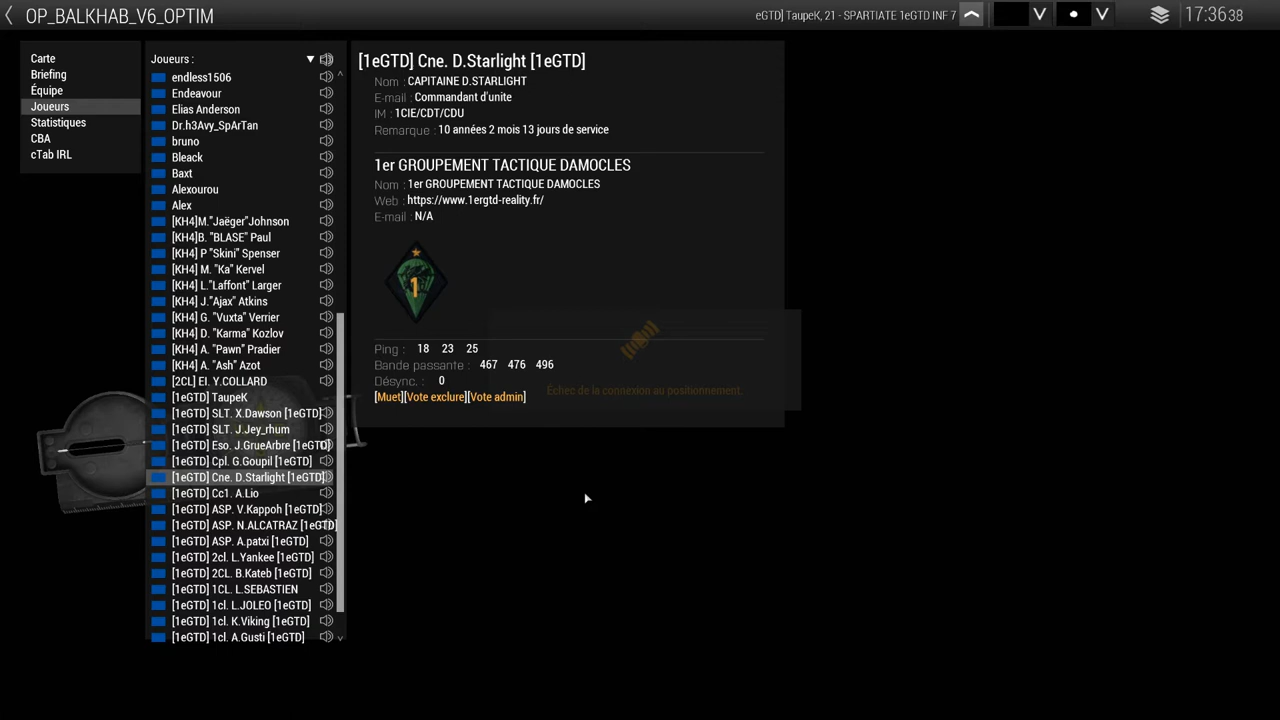 OP_BALKHAB_V6_OPTIM
eGTD] TaupeK, 21 - SPARTIATE 1eGTD INF 7
17:36 38
Carte
Briefing
Équipe
Joueurs
Statistiques
CBA
cTab IRL
Joueurs :
endless1506
Endeavour
Elias Anderson
Dr.h3Avy_SpArTan
bruno
Bleack
Baxt
Alexourou
Alex
[KH4]M."Jaëger"Johnson
[KH4]B. "BLASE" Paul
[KH4] P "Skini" Spenser
[KH4] M. "Ka" Kervel
[KH4] L."Laffont" Larger
[KH4] J."Ajax" Atkins
[KH4] G. "Vuxta" Verrier
[KH4] D. "Karma" Kozlov
[KH4] A. "Pawn" Pradier
[KH4] A. "Ash" Azot
[2CL] El. Y.COLLARD
[1eGTD] TaupeK
[1eGTD] SLT. X.Dawson [1eGTD]
[1eGTD] SLT. J.Jey_rhum
[1eGTD] Eso. J.GrueArbre [1eGTD]
[1eGTD] Cpl. G.Goupil [1eGTD]
[1eGTD] Cne. D.Starlight [1eGTD]
[1eGTD] Cc1. A.Lio
[1eGTD] ASP. V.Kappoh [1eGTD]
[1eGTD] ASP. N.ALCATRAZ [1eGTD]
[1eGTD] ASP. A.patxi [1eGTD]
[1eGTD] 2cl. L.Yankee [1eGTD]
[1eGTD] 2CL. B.Kateb [1eGTD]
[1eGTD] 1CL. L.SEBASTIEN
[1eGTD] 1cl. L.JOLEO [1eGTD]
[1eGTD] 1cl. K.Viking [1eGTD]
[1eGTD] 1cl. A.Gusti [1eGTD]
[1eGTD] Cne. D.Starlight [1eGTD]
Nom : CAPITAINE D.STARLIGHT
E-mail : Commandant d'unite
IM : 1CIE/CDT/CDU
Remarque : 10 années 2 mois 13 jours de service
1er GROUPEMENT TACTIQUE DAMOCLES
Nom : 1er GROUPEMENT TACTIQUE DAMOCLES
Web : https://www.1ergtd-reality.fr/
E-mail : N/A
1
Ping : 18 23 25
Bande passante : 467 476 496
Désync. : 0
[Muet][Vote exclure][Vote admin]
Échec de la connexion au positionnement.